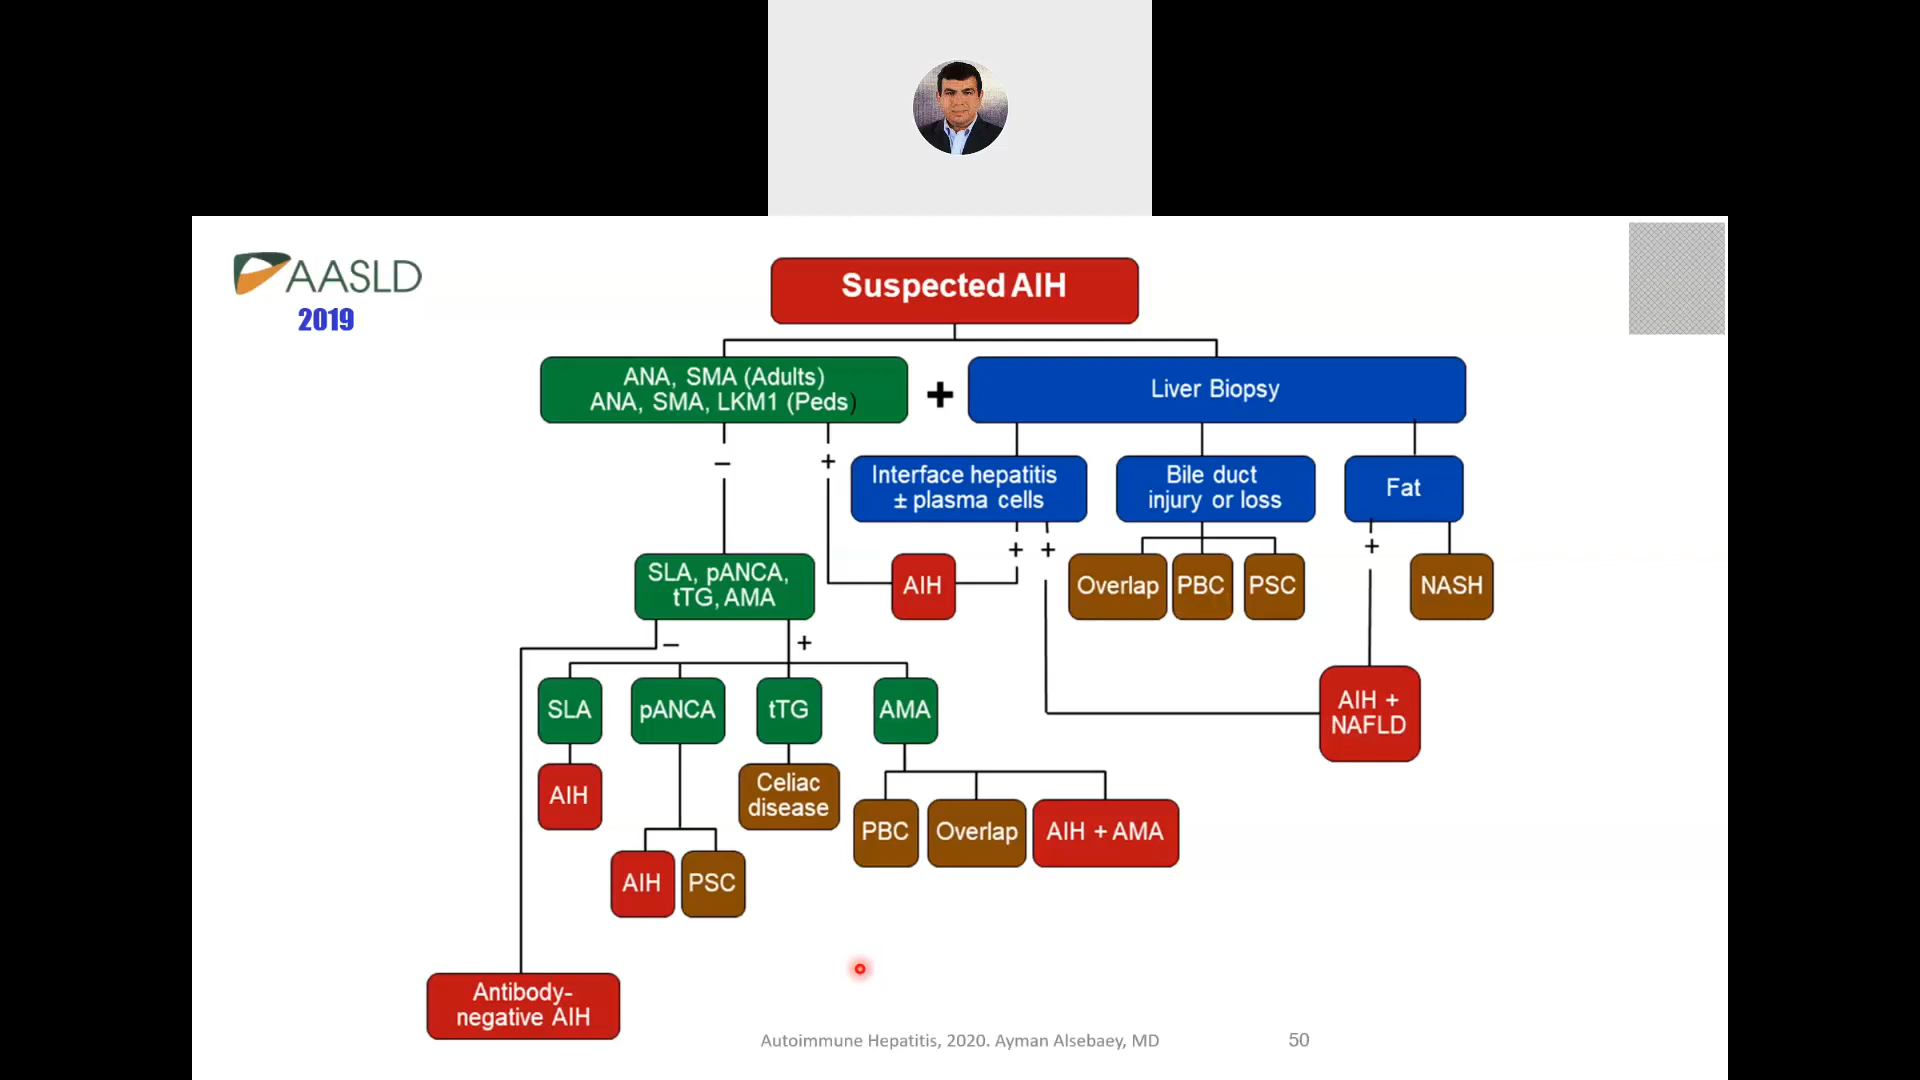 AASLD
2019
Suspected AIH
ANA, SMA (Adults)
ANA, SMA, LKM1 (Peds)
+
Liver Biopsy
–
+
Interface hepatitis
± plasma cells
Bile duct
injury or loss
Fat
+
+
+
SLA, pANCA,
tTG, AMA
AIH
Overlap
PBC
PSC
NASH
–
+
SLA
pANCA
tTG
AMA
AIH +
NAFLD
AIH
Celiac
disease
PBC
Overlap
AIH + AMA
AIH
PSC
Antibody-
negative AIH
Autoimmune Hepatitis, 2020. Ayman Alsebaey, MD
50